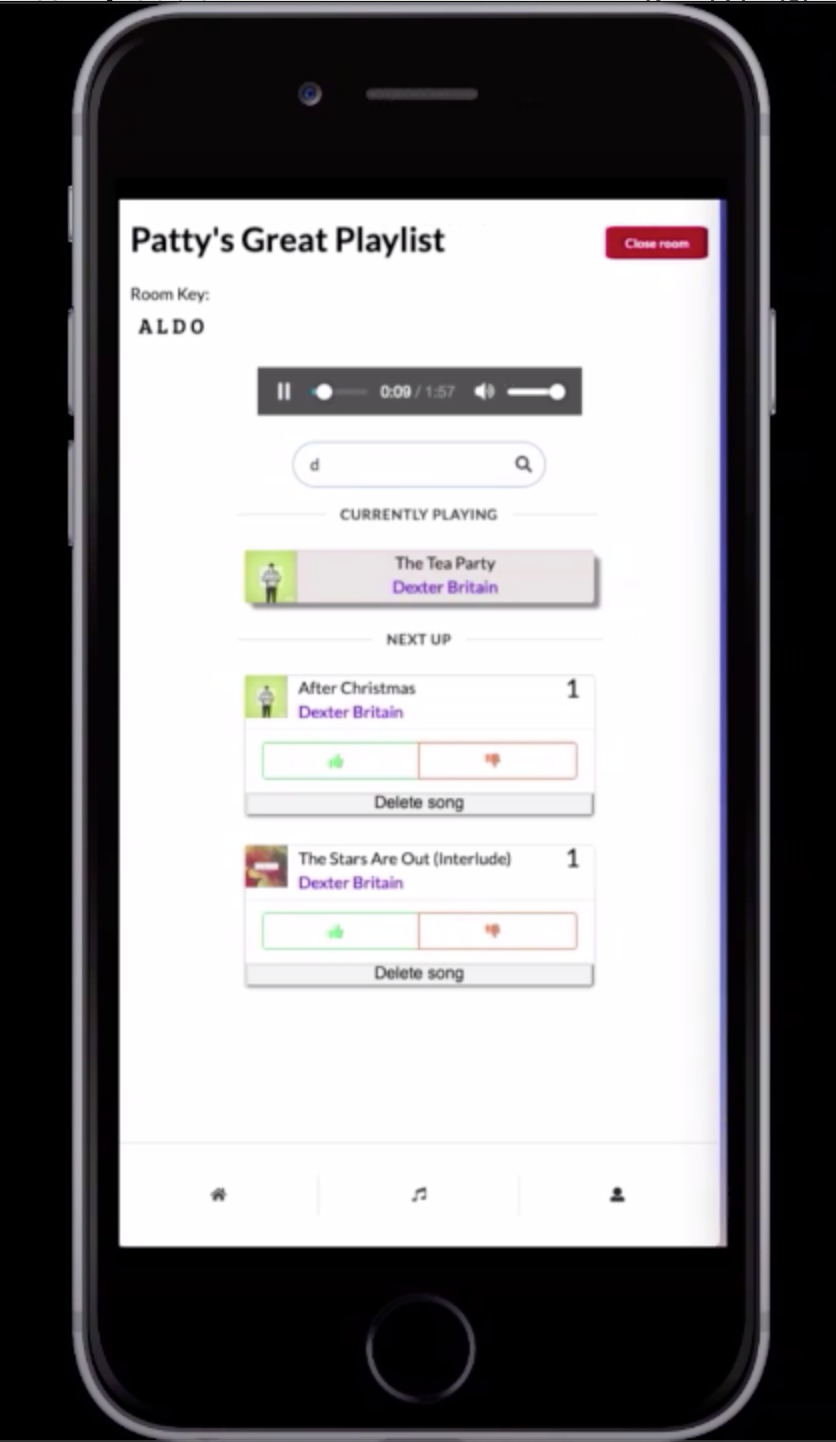 Patty's Great Playlist
Close room
Room Key:
ALDO
0:09 / 1:57
d
CURRENTLY PLAYING
The Tea Party
Dexter Britain
NEXT UP
After Christmas
1
Dexter Britain
Delete song
The Stars Are Out (Interlude)
1
Dexter Britain
Delete song